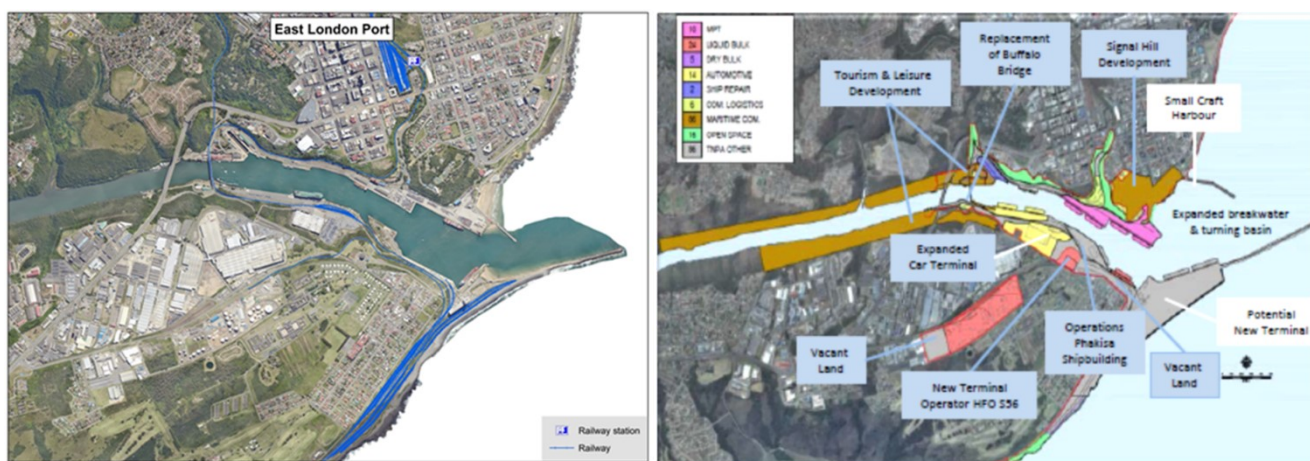 East London Port
Railway station
Railway
10 MPT
24 LIQUID BULK
5 DRY BULK
14 AUTOMOTIVE
2 SHIP REPAIR
6 COM. LOGISTICS
MARITIME COM.
16 OPEN SPACE
TNPA OTHER
Replacement
of Buffalo
Bridge
Signal Hill
Development
Tourism & Leisure
Development
Small Craft
Harbour
Expanded breakwater
& turning basin
Expanded
Car Terminal
Potential
New Terminal
Operations
Phakisa
Shipbuilding
Vacant
Land
Vacant
Land
New Terminal
Operator HFO S56